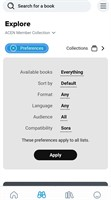 Search for a book
Explore
ACEN Member Collection
Preferences
Collections
Available books Everything
Sort by Default
Format Any
Language Any
Audience All
Compatibility Sora
These preferences apply to all lists.
Apply